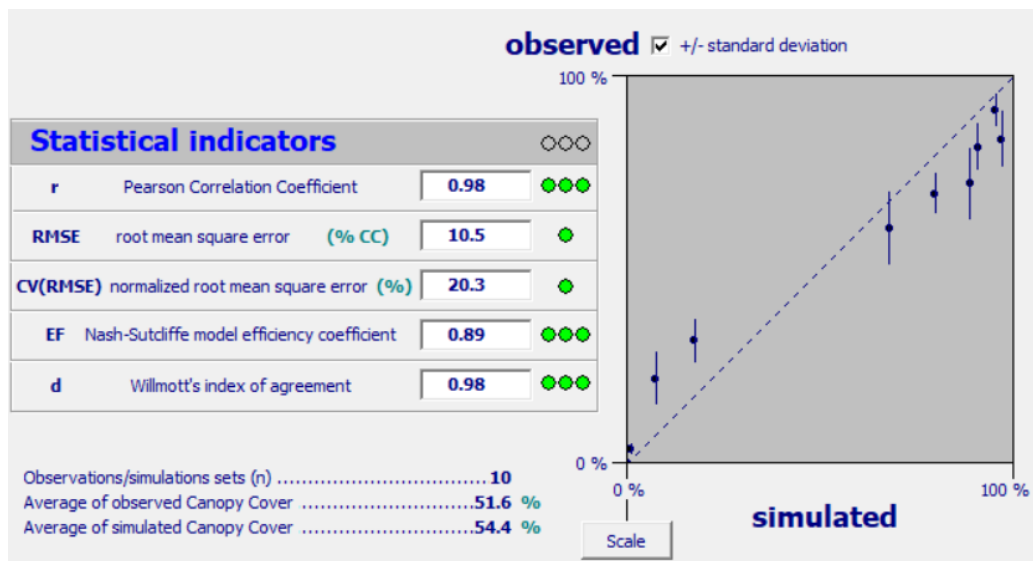 observed +/- standard deviation
100 %
Statistical indicators
r Pearson Correlation Coefficient 0.98
RMSE root mean square error (% CC) 10.5
CV(RMSE) normalized root mean square error (%) 20.3
EF Nash-Sutcliffe model efficiency coefficient 0.89
d Willmott's index of agreement 0.98
0 %
0 % 100 %
simulated
Scale
Observations/simulations sets (n) ................................10
Average of observed Canopy Cover ..........................51.6 %
Average of simulated Canopy Cover ..........................54.4 %